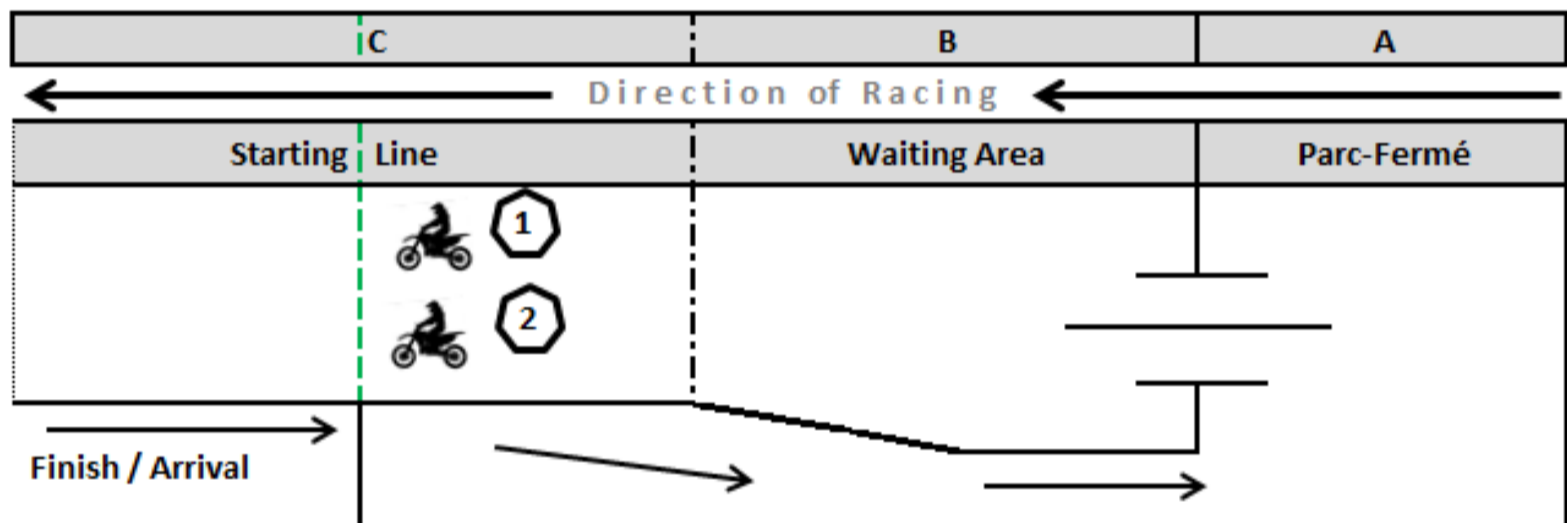 C B A
Direction of Racing
Starting Line Waiting Area Parc-Fermé
1
2
Finish / Arrival